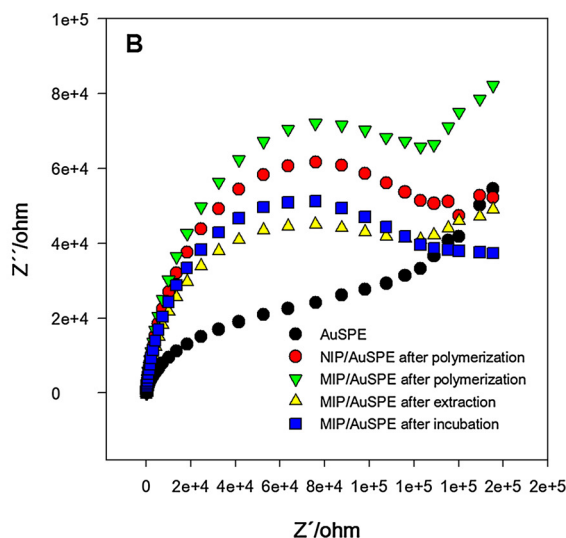 1e+5
B
8e+4
6e+4
4e+4
2e+4
0
Z´´/ohm
AuSPE
NIP/AuSPE after polymerization
MIP/AuSPE after polymerization
MIP/AuSPE after extraction
MIP/AuSPE after incubation
0 2e+4 4e+4 6e+4 8e+4 1e+5 1e+5 1e+5 2e+5 2e+5
Z´/ohm